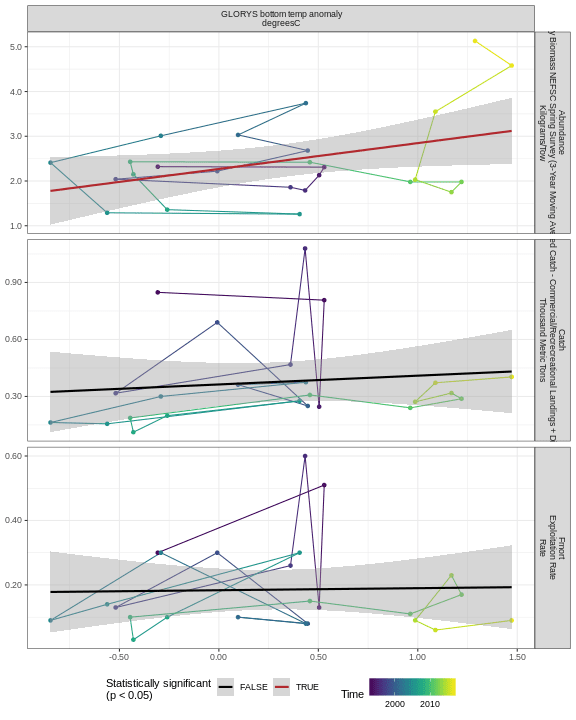 GLORYS bottom temp anomaly
degreesC
5.0
4.0
3.0
2.0
1.0
Abundance
y Biomass NEFSC Spring Survey (3-Year Moving Ave
Kilograms/tow
0.90
0.60
0.30
Catch
ed Catch - Commercial/Recreational Landings + D
Thousand Metric Tons
0.60
0.40
0.20
Fmort
Exploitation Rate
Rate
-0.50
0.00
0.50
1.00
1.50
Statistically significant
(p < 0.05)
FALSE
TRUE
Time
2000
2010